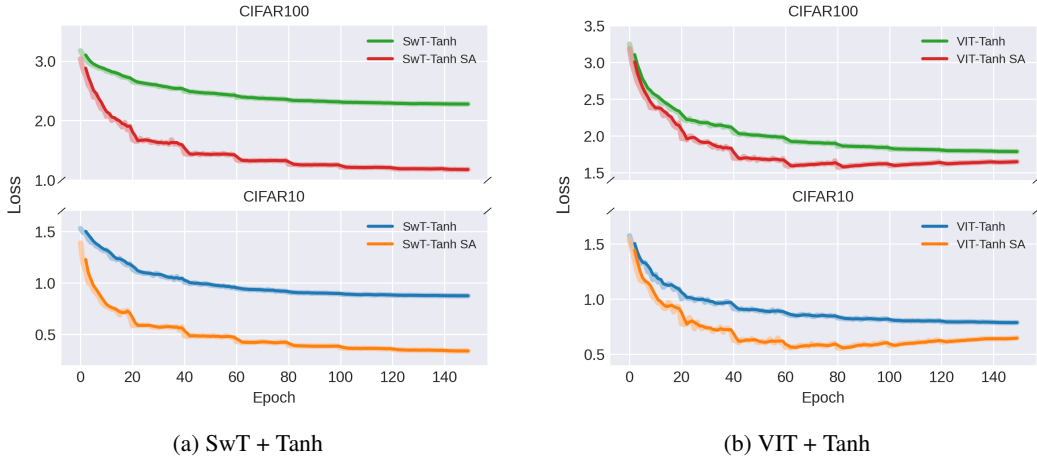 CIFAR100
3.0
2.0
1.0
SwT-Tanh
SwT-Tanh SA
Loss
CIFAR10
1.5
1.0
0.5
SwT-Tanh
SwT-Tanh SA
0 20 40 60 80 100 120 140
Epoch
(a) SwT + Tanh
CIFAR100
3.5
3.0
2.5
2.0
1.5
VIT-Tanh
VIT-Tanh SA
Loss
CIFAR10
1.5
1.0
0.5
VIT-Tanh
VIT-Tanh SA
0 20 40 60 80 100 120 140
Epoch
(b) VIT + Tanh